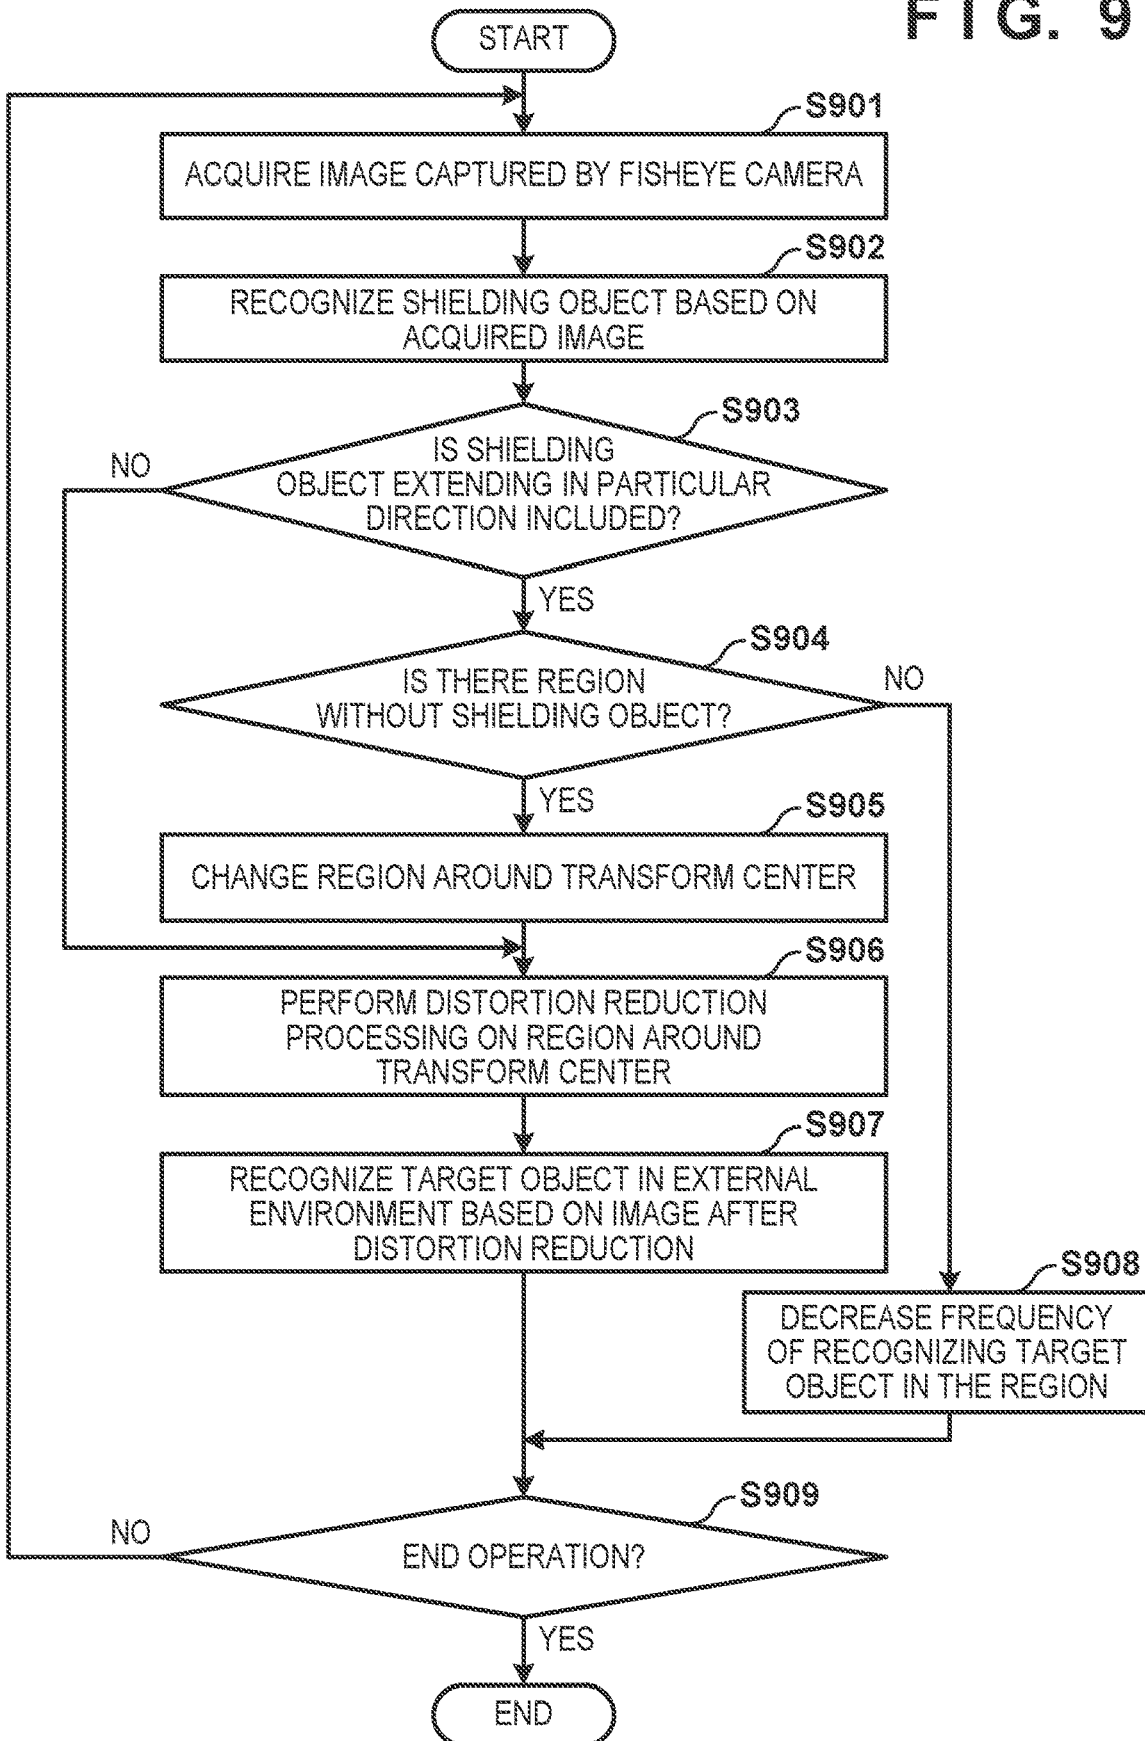 FIG. 9
START
S901
ACQUIRE IMAGE CAPTURED BY FISHEYE CAMERA
S902
RECOGNIZE SHIELDING OBJECT BASED ON
ACQUIRED IMAGE
S903
IS SHIELDING
OBJECT EXTENDING IN PARTICULAR
DIRECTION INCLUDED?
NO
YES
S904
IS THERE REGION
WITHOUT SHIELDING OBJECT?
NO
YES
S905
CHANGE REGION AROUND TRANSFORM CENTER
S906
PERFORM DISTORTION REDUCTION
PROCESSING ON REGION AROUND
TRANSFORM CENTER
S907
RECOGNIZE TARGET OBJECT IN EXTERNAL
ENVIRONMENT BASED ON IMAGE AFTER
DISTORTION REDUCTION
S908
DECREASE FREQUENCY
OF RECOGNIZING TARGET
OBJECT IN THE REGION
S909
END OPERATION?
NO
YES
END